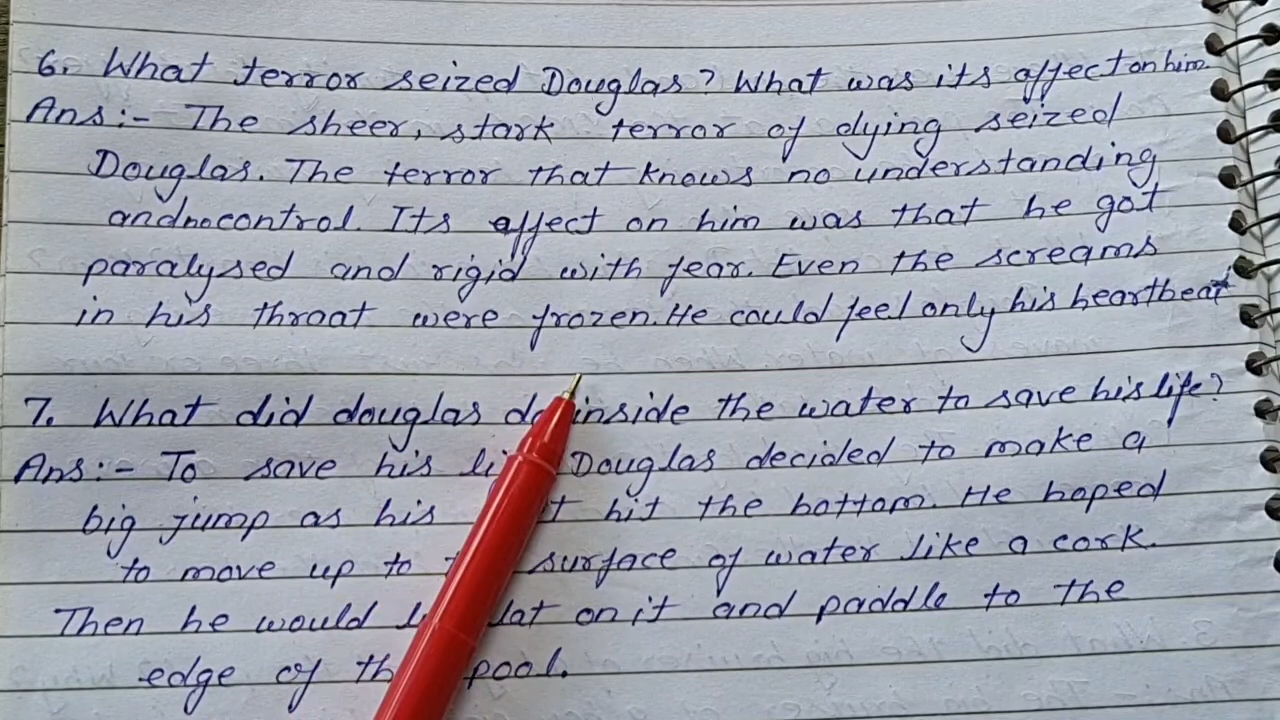 6. What terror seized Douglas? What was its affect on him.
Ans:- The sheer, stark terror of dying seized
Douglas. The terror that knows no understanding
andnocontrol. Its affect on him was that he got
paralysed and rigid with fear. Even the screams
in his throat were frozen. He could feel only his heartbeat
7. What did douglas do inside the water to save his life?
Ans:- To save his Douglas decided to make a
big jump as his hit the bottom. He hoped
to move up to surface of water like a cork.
Then he would on it and paddle to the
edge of pool.